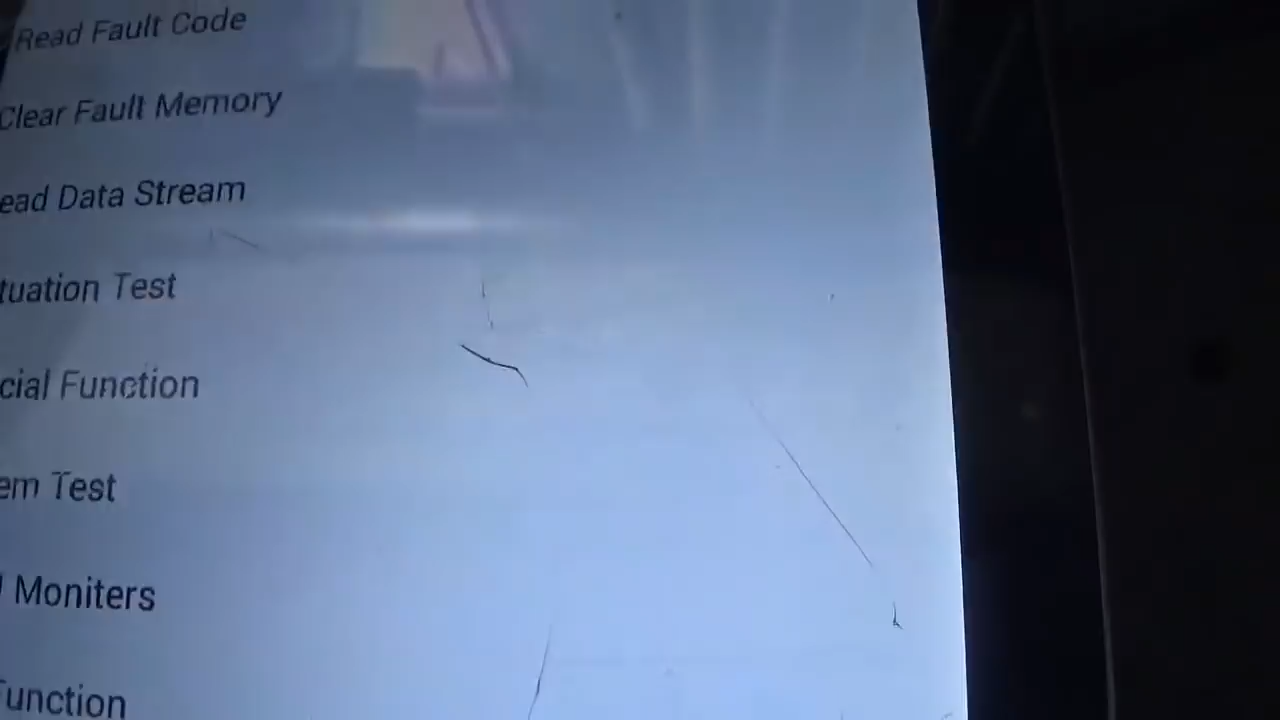 Read Fault Code
Clear Fault Memory
ead Data Stream
tuation Test
cial Function
em Test
Moniters
Function